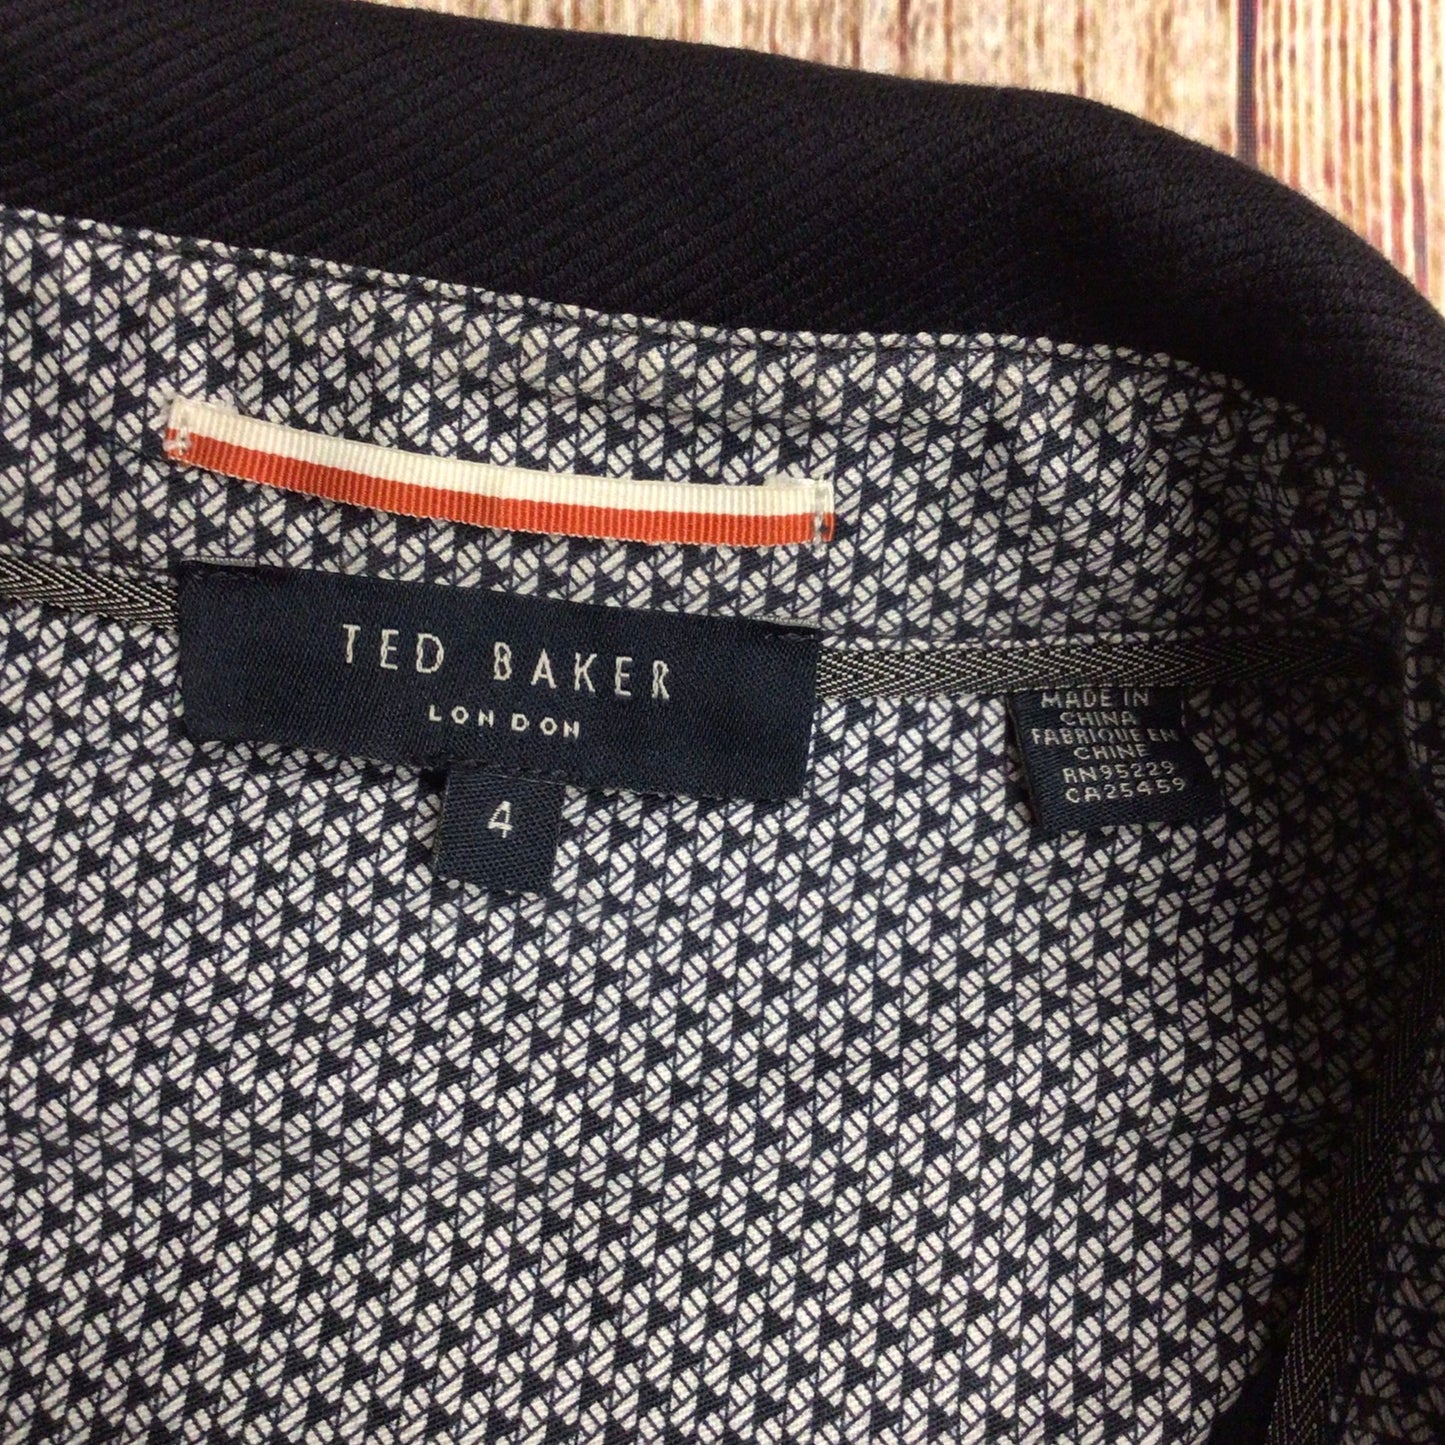 TED BAKER
LONDON
4
MADE IN
CHINA
FABRIQUE EN
CHINE
RN95229
CA25459